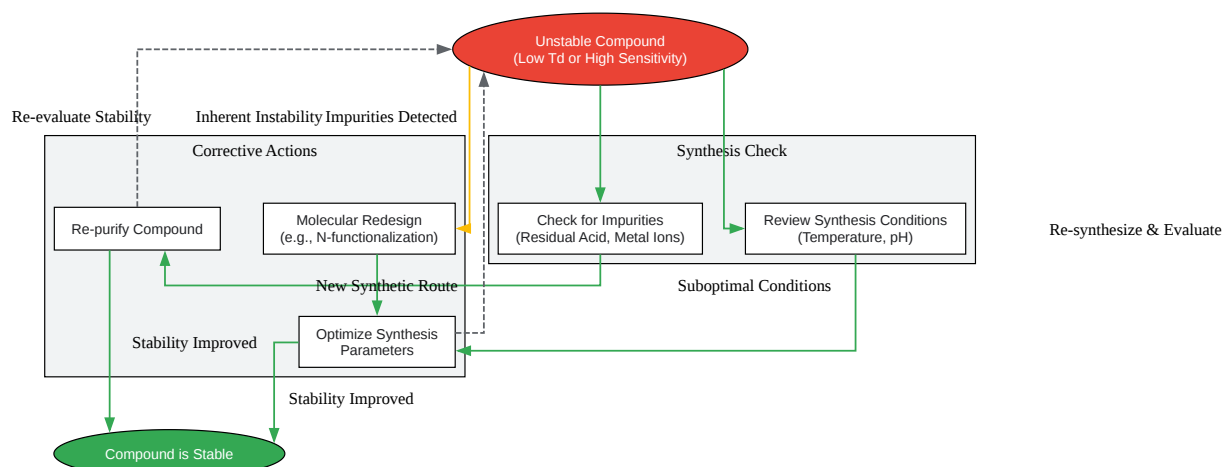 Unstable Compound
(Low Td or High Sensitivity)
Re-evaluate Stability
Inherent Instability
Impurities Detected
Corrective Actions
Synthesis Check
Re-purify Compound
Molecular Redesign
(e.g., N-functionalization)
Check for Impurities
(Residual Acid, Metal Ions)
Review Synthesis Conditions
(Temperature, pH)
Re-synthesize & Evaluate
New Synthetic Route
Suboptimal Conditions
Optimize Synthesis
Parameters
Stability Improved
Stability Improved
Compound is Stable